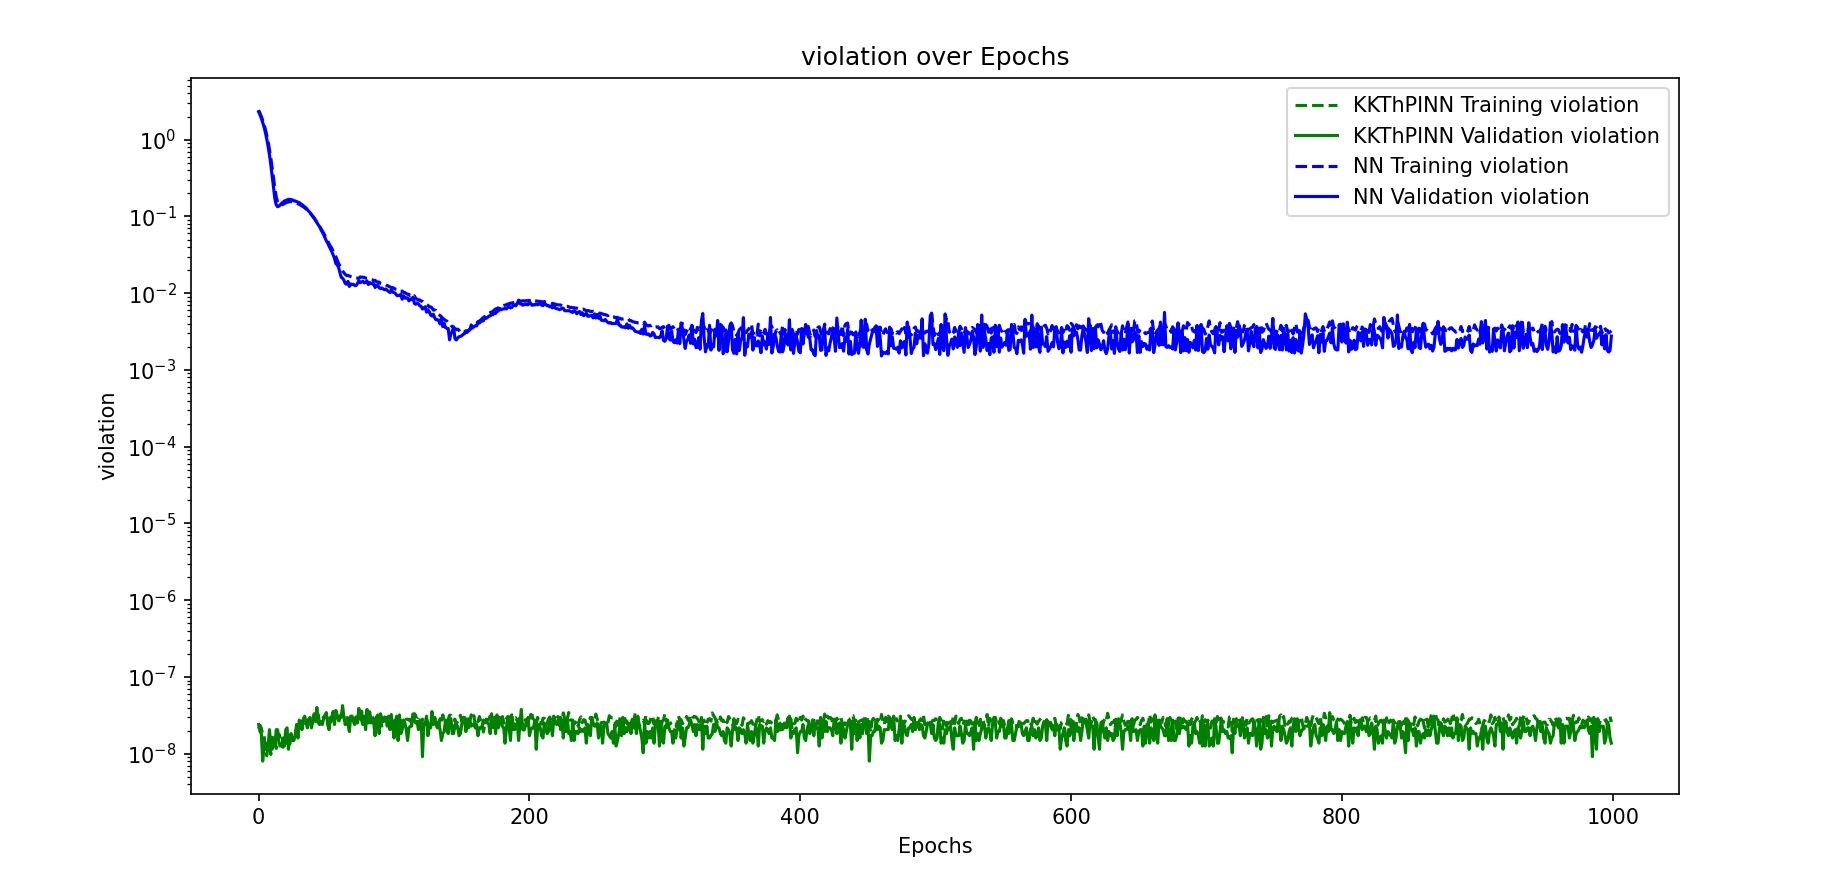 violation over Epochs
KKThPINN Training violation
KKThPINN Validation violation
NN Training violation
NN Validation violation
10⁰
10⁻¹
10⁻²
10⁻³
10⁻⁴
10⁻⁵
10⁻⁶
10⁻⁷
10⁻⁸
violation
0 200 400 600 800 1000
Epochs